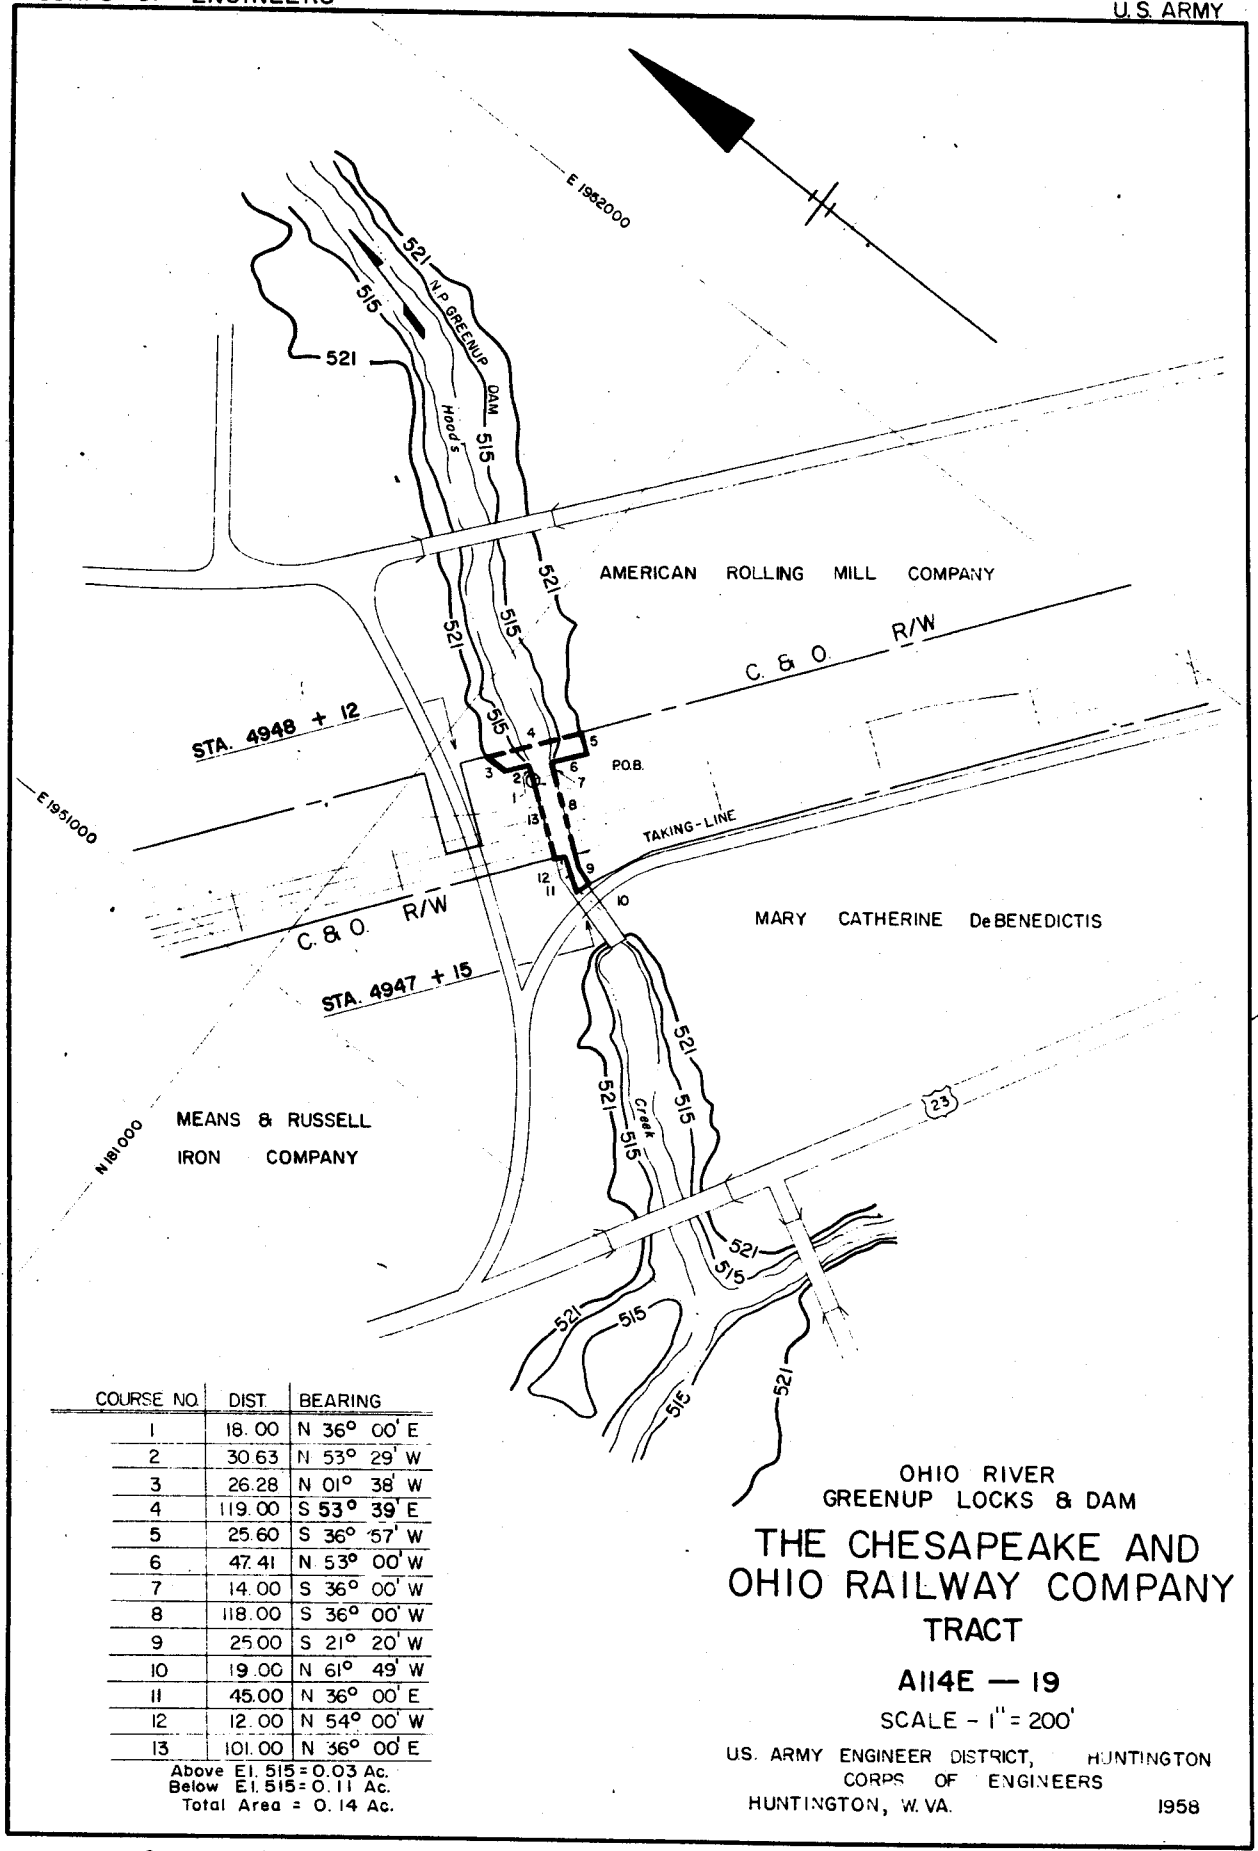 ENGINEERS
U.S. ARMY
E 1952000
521
N.P. GREENUP DAM
515
521
Hood's
515
AMERICAN ROLLING MILL COMPANY
521
515
521
C. & O. R/W
STA. 4948 + 12
515
4
5
3
2
6
P.O.B.
1
7
8
13
E 1951000
TAKING-LINE
12
9
11
10
C. & O. R/W
MARY CATHERINE DeBENEDICTIS
STA. 4947 + 15
521
521
515
Creek
515
23
MEANS & RUSSELL
IRON COMPANY
N 181000
521
515
521
515
521
515
COURSE NO. DIST. BEARING
1 18.00 N 36° 00' E
2 30.63 N 53° 29' W
3 26.28 N 01° 38' W
4 119.00 S 53° 39' E
5 25.60 S 36° 57' W
6 47.41 N 53° 00' W
7 14.00 S 36° 00' W
8 118.00 S 36° 00' W
9 25.00 S 21° 20' W
10 19.00 N 61° 49' W
11 45.00 N 36° 00' E
12 12.00 N 54° 00' W
13 101.00 N 36° 00' E
Above El. 515 = 0.03 Ac.
Below El. 515 = 0.11 Ac.
Total Area = 0.14 Ac.
OHIO RIVER
GREENUP LOCKS & DAM
THE CHESAPEAKE AND
OHIO RAILWAY COMPANY
TRACT
A114E — 19
SCALE - 1" = 200'
U.S. ARMY ENGINEER DISTRICT, HUNTINGTON
CORPS OF ENGINEERS
HUNTINGTON, W. VA. 1958